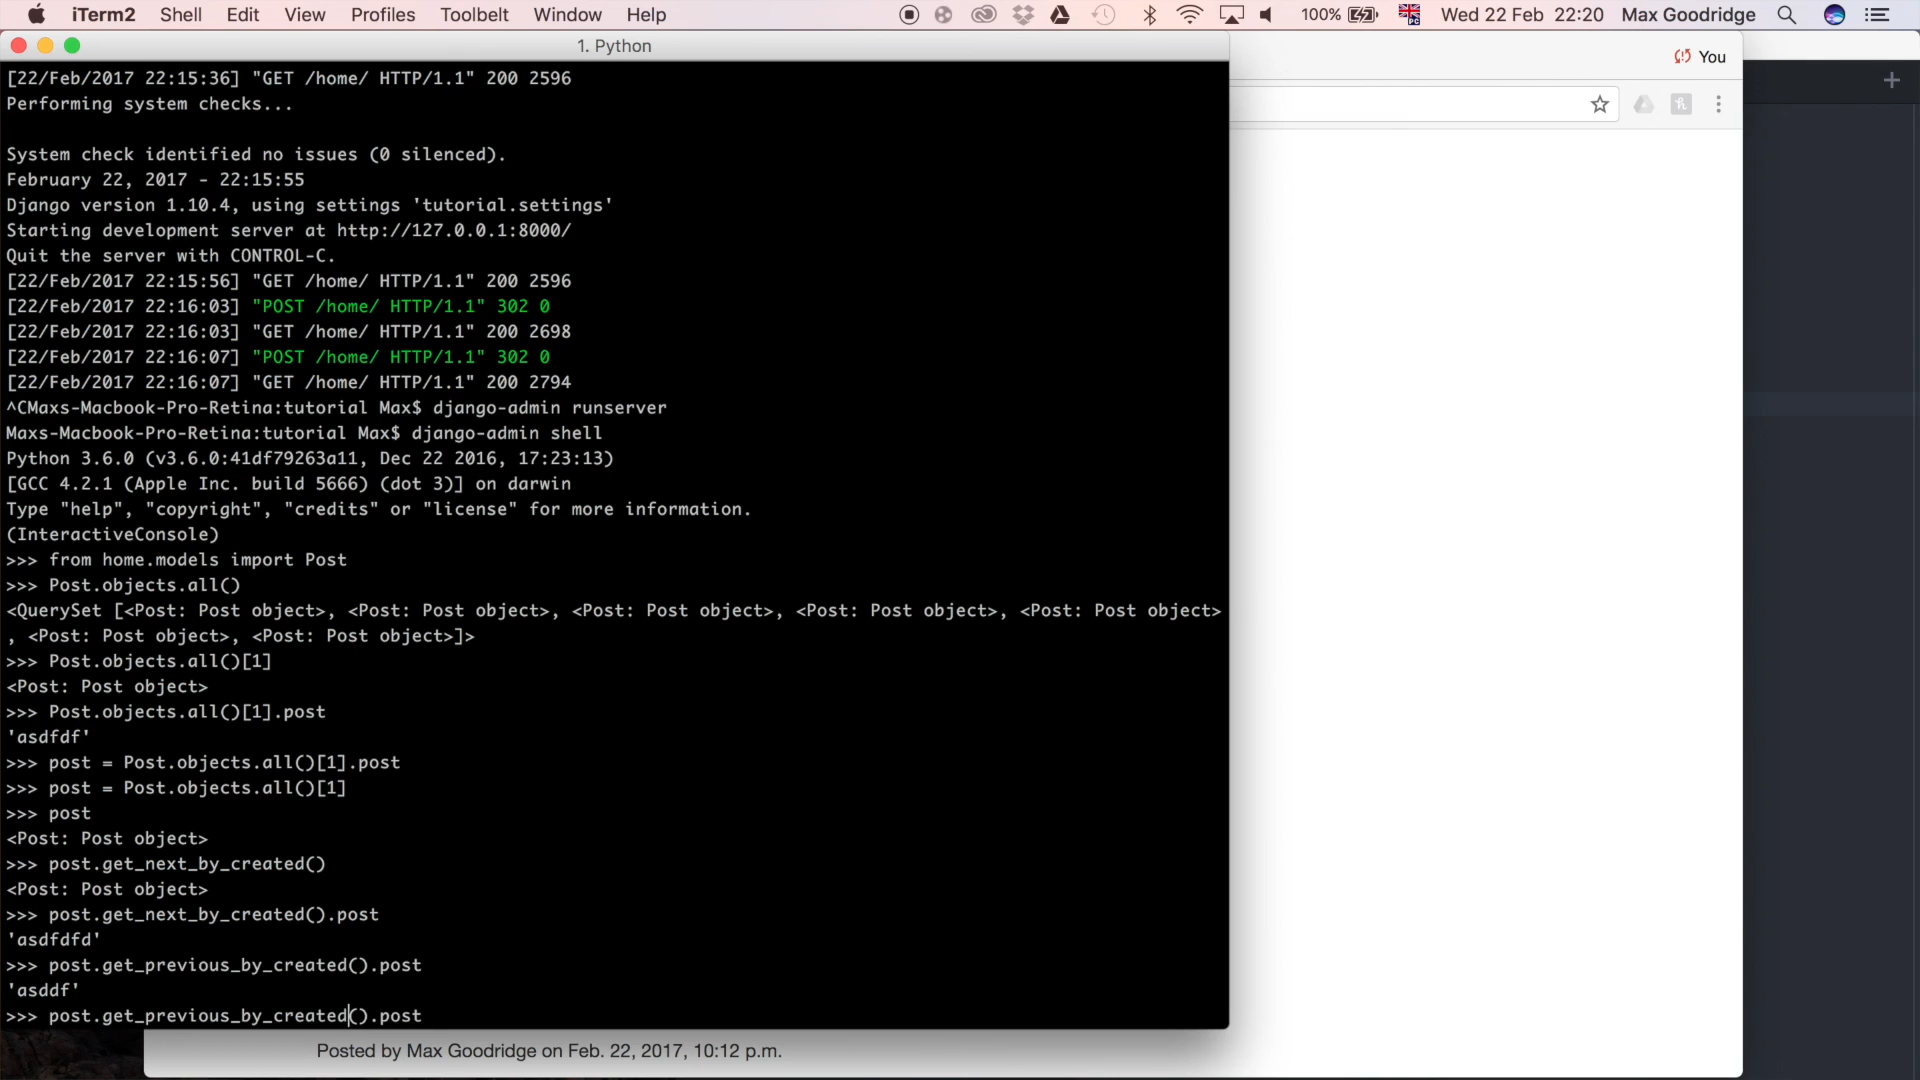 iTerm2 Shell Edit View Profiles Toolbelt Window Help 100% Wed 22 Feb 22:20 Max Goodridge
1. Python
You
[22/Feb/2017 22:15:36] "GET /home/ HTTP/1.1" 200 2596
Performing system checks...
System check identified no issues (0 silenced).
February 22, 2017 - 22:15:55
Django version 1.10.4, using settings 'tutorial.settings'
Starting development server at http://127.0.0.1:8000/
Quit the server with CONTROL-C.
[22/Feb/2017 22:15:56] "GET /home/ HTTP/1.1" 200 2596
[22/Feb/2017 22:16:03] "POST /home/ HTTP/1.1" 302 0
[22/Feb/2017 22:16:03] "GET /home/ HTTP/1.1" 200 2698
[22/Feb/2017 22:16:07] "POST /home/ HTTP/1.1" 302 0
[22/Feb/2017 22:16:07] "GET /home/ HTTP/1.1" 200 2794
^CMaxs-Macbook-Pro-Retina:tutorial Max$ django-admin runserver
Maxs-Macbook-Pro-Retina:tutorial Max$ django-admin shell
Python 3.6.0 (v3.6.0:41df79263a11, Dec 22 2016, 17:23:13)
[GCC 4.2.1 (Apple Inc. build 5666) (dot 3)] on darwin
Type "help", "copyright", "credits" or "license" for more information.
(InteractiveConsole)
>>> from home.models import Post
>>> Post.objects.all()
<QuerySet [<Post: Post object>, <Post: Post object>, <Post: Post object>, <Post: Post object>, <Post: Post object>
, <Post: Post object>, <Post: Post object>]>
>>> Post.objects.all()[1]
<Post: Post object>
>>> Post.objects.all()[1].post
'asdfdf'
>>> post = Post.objects.all()[1].post
>>> post = Post.objects.all()[1]
>>> post
<Post: Post object>
>>> post.get_next_by_created()
<Post: Post object>
>>> post.get_next_by_created().post
'asdfdfd'
>>> post.get_previous_by_created().post
'asddf'
>>> post.get_previous_by_created().post
Posted by Max Goodridge on Feb. 22, 2017, 10:12 p.m.